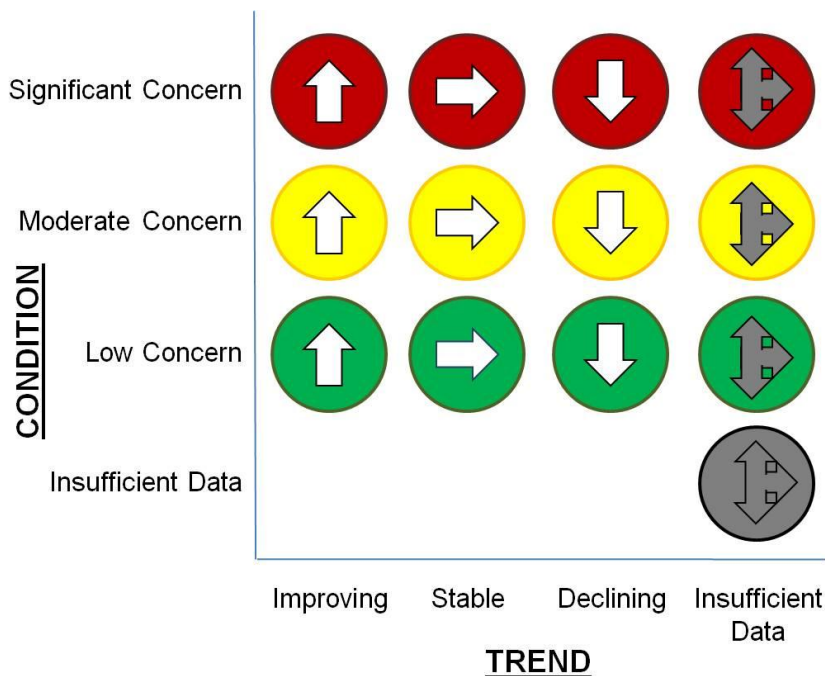 Significant Concern
Moderate Concern
CONDITION
Low Concern
Insufficient Data
Improving
Stable
Declining
Insufficient
Data
TREND